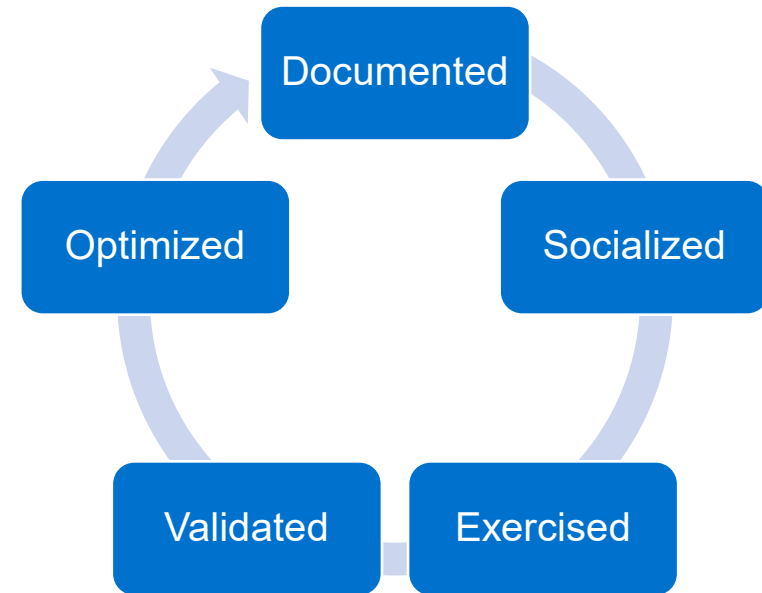 Documented
Socialized
Exercised
Validated
Optimized